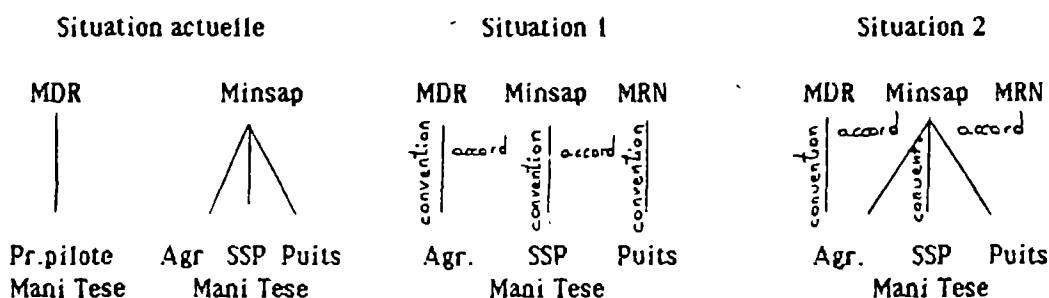 Situation actuelle Situation 1 Situation 2
MDR Minsap MDR Minsap MRN MDR Minsap MRN
convention accord convention accord convention convention accord convent. accord
Pr.pilote Agr SSP Puits Agr. SSP Puits Agr. SSP Puits
Mani Tese Mani Tese Mani Tese Mani Tese